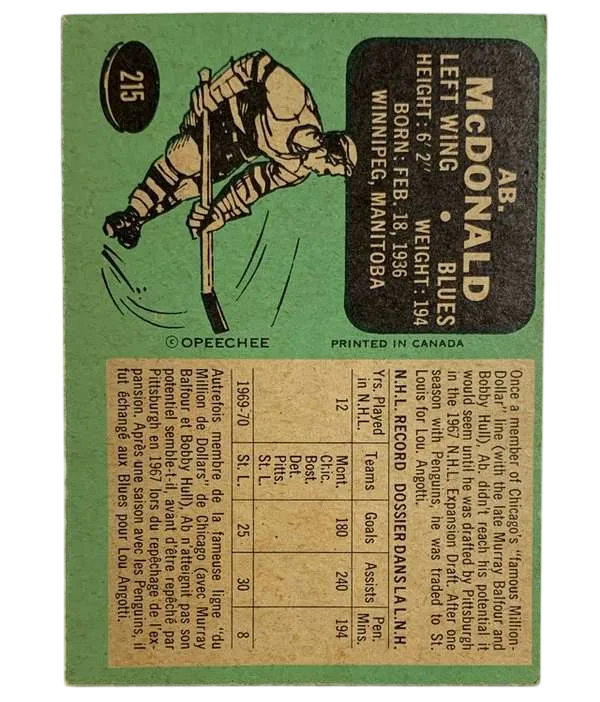 215
AB.
McDONALD
LEFT WING • BLUES
HEIGHT: 6' 2" WEIGHT: 194
BORN: FEB. 18, 1936
WINNIPEG, MANITOBA
© OPEECHEE
PRINTED IN CANADA
Once a member of Chicago's "famous Million-
Dollar" line (with the late Murray Balfour and
Bobby Hull), Ab. didn't reach his potential it
would seem until he was drafted by Pittsburgh
in the 1967 N.H.L. Expansion Draft. After one
season with Penguins, he was traded to St.
Louis for Lou. Angotti.
N.H.L. RECORD DOSSIER DANS LA L.N.H.
Yrs. Played Teams Goals Assists Pen.
in N.H.L. Mins.
12 Mont. 180 240 194
Chic.
Bost.
Det.
Pitts.
St. L.
1969-70 St. L. 25 30 8
Autrefois membre de la fameuse ligne "du
Million de Dollars" de Chicago (avec Murray
Balfour et Bobby Hull), Ab n'atteignit pas son
potentiel semble-t-il, avant d'être repêché par
Pittsburgh en 1967 lors du repêchage de l'ex-
pansion. Après une saison avec les Penguins, il
fut échangé aux Blues pour Lou Angotti.